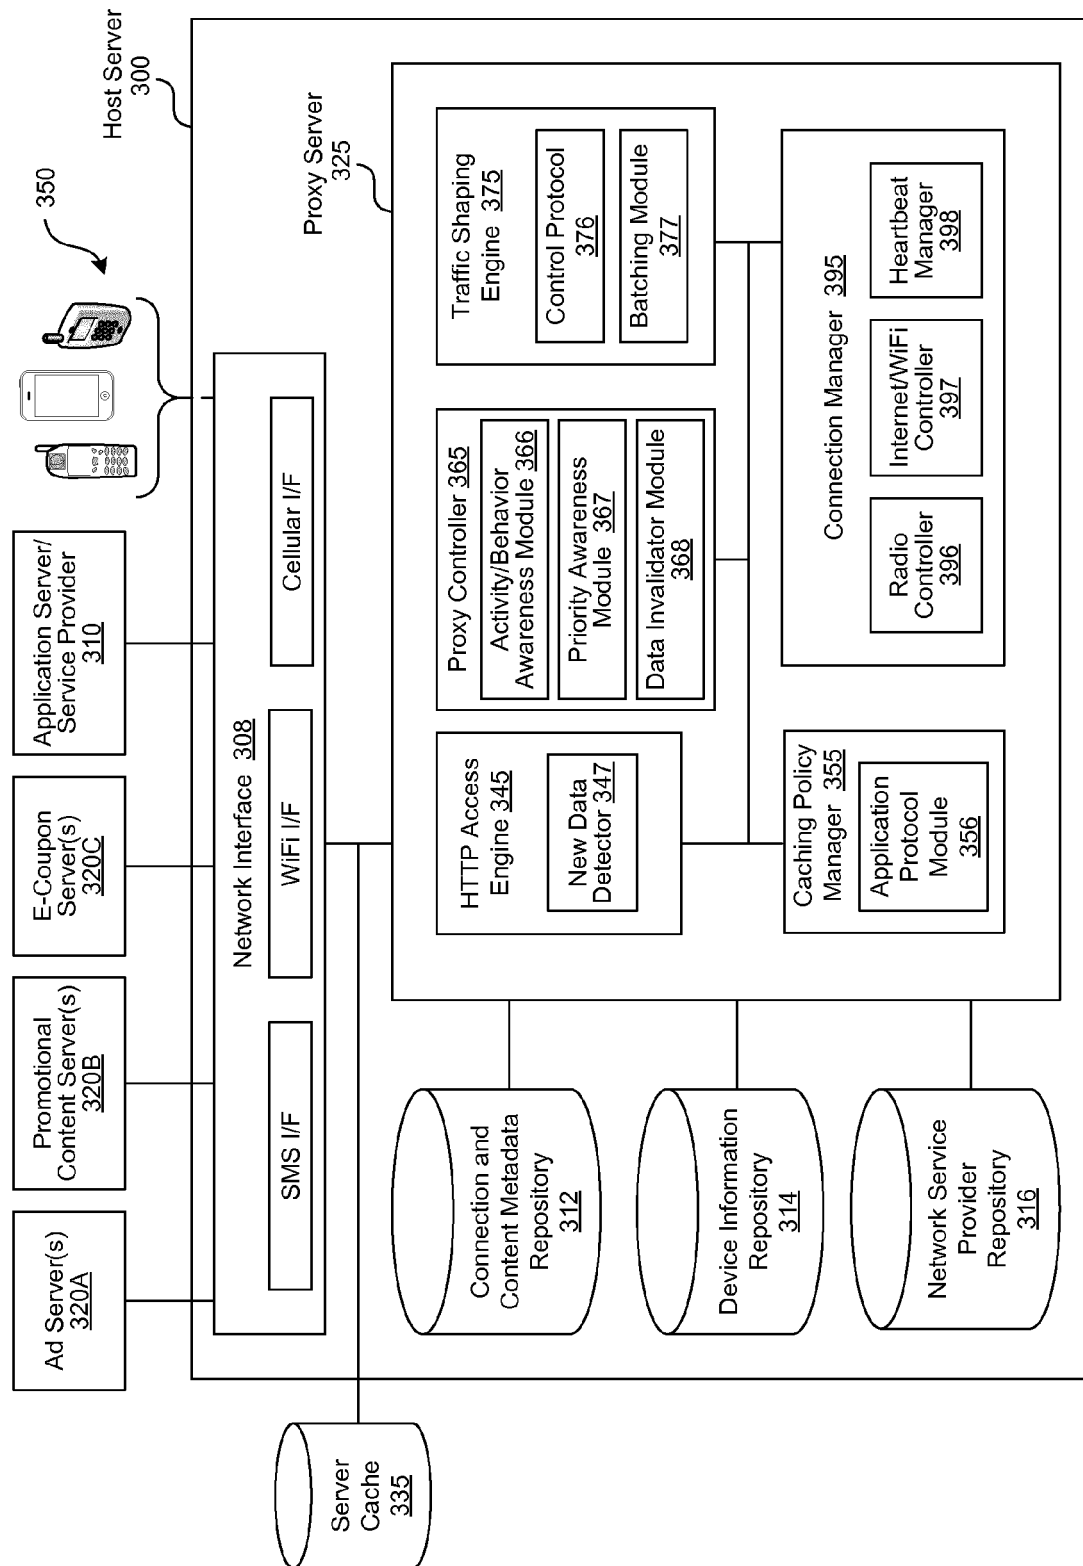 Host Server
300
350
Application Server/
Service Provider
310
E-Coupon
Server(s)
320C
Promotional
Content Server(s)
320B
Ad Server(s)
320A
Network Interface 308
Cellular I/F
WiFi I/F
SMS I/F
Server
Cache
335
Proxy Server
325
Traffic Shaping
Engine 375
Control Protocol
376
Batching Module
377
Proxy Controller 365
Activity/Behavior
Awareness Module 366
Priority Awareness
Module 367
Data Invalidator Module
368
HTTP Access
Engine 345
New Data
Detector 347
Connection Manager 395
Heartbeat
Manager
398
Internet/WiFi
Controller
397
Radio
Controller
396
Caching Policy
Manager 355
Application
Protocol
Module
356
Connection and
Content Metadata
Repository
312
Device Information
Repository
314
Network Service
Provider
Repository
316